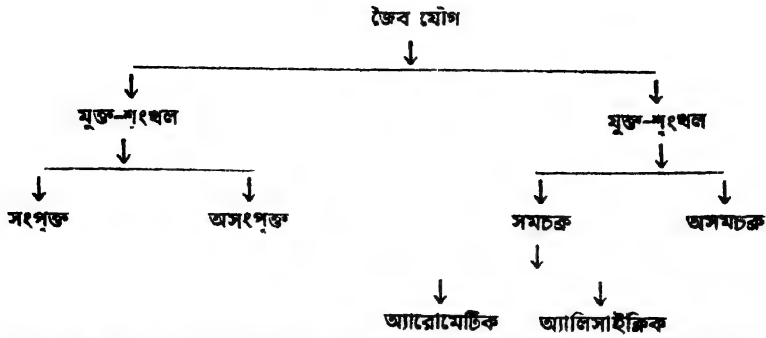 জৈব যৌগ
মুক্ত-শৃংখল যুক্ত-শৃংখল
সংপৃক্ত অসংপৃক্ত সমচক্র অসমচক্র
অ্যারোমেটিক অ্যালিসাইক্লিক